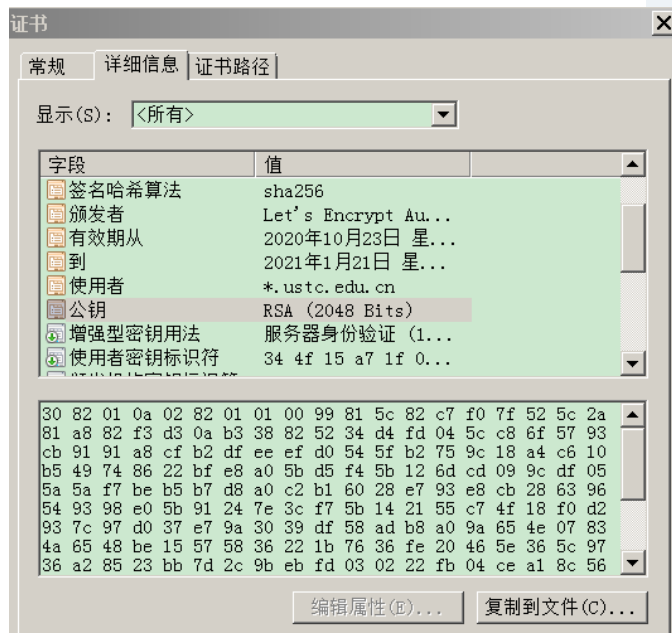 证书
常规 详细信息 证书路径
显示(S): <所有>
字段 值
签名哈希算法 sha256
颁发者 Let's Encrypt Au...
有效期从 2020年10月23日 星...
到 2021年1月21日 星...
使用者 *.ustc.edu.cn
公钥 RSA (2048 Bits)
增强型密钥用法 服务器身份验证 (1...
使用者密钥标识符 34 4f 15 a7 1f 0...
30 82 01 0a 02 82 01 01 00 99 81 5c 82 c7 f0 7f 52 5c 2a
81 a8 82 f3 d3 0a b3 38 82 52 34 d4 fd 04 5c c8 6f 57 93
cb 91 91 a8 cf b2 df ee ef d0 54 5f b2 75 9c 18 a4 c6 10
b5 49 74 86 22 bf e8 a0 5b d5 f4 5b 12 6d cd 09 9c df 05
5a 5a f7 be b5 b7 d8 a0 c2 b1 60 28 e7 93 e8 cb 28 63 96
54 93 98 e0 5b 91 24 7e 3c f7 5b 14 21 55 c7 4f 18 f0 d2
93 7c 97 d0 37 e7 9a 30 39 df 58 ad b8 a0 9a 65 4e 07 83
4a 65 48 be 15 57 58 36 22 1b 76 36 fe 20 46 5e 36 5c 97
36 a2 85 23 bb 7d 2c 9b eb fd 03 02 22 fb 04 ce a1 8c 56
编辑属性(E)... 复制到文件(C)...